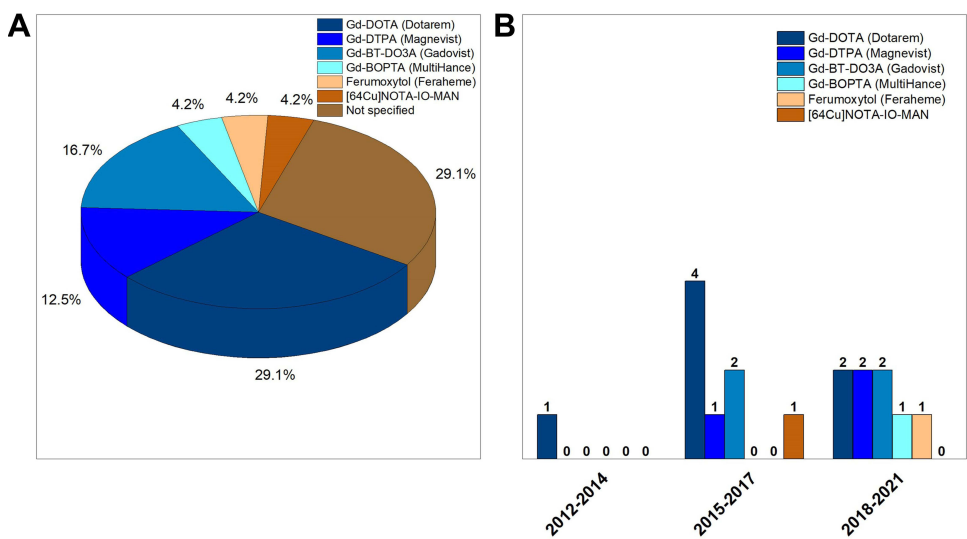 A
Gd-DOTA (Dotarem)
Gd-DTPA (Magnevist)
Gd-BT-DO3A (Gadovist)
Gd-BOPTA (MultiHance)
Ferumoxytol (Feraheme)
[64Cu]NOTA-IO-MAN
Not specified
4.2%
4.2%
4.2%
16.7%
29.1%
12.5%
29.1%
B
Gd-DOTA (Dotarem)
Gd-DTPA (Magnevist)
Gd-BT-DO3A (Gadovist)
Gd-BOPTA (MultiHance)
Ferumoxytol (Feraheme)
[64Cu]NOTA-IO-MAN
1 0 0 0 0 0
4 1 2 0 0 1
2 2 2 1 1 0
2012-2014
2015-2017
2018-2021